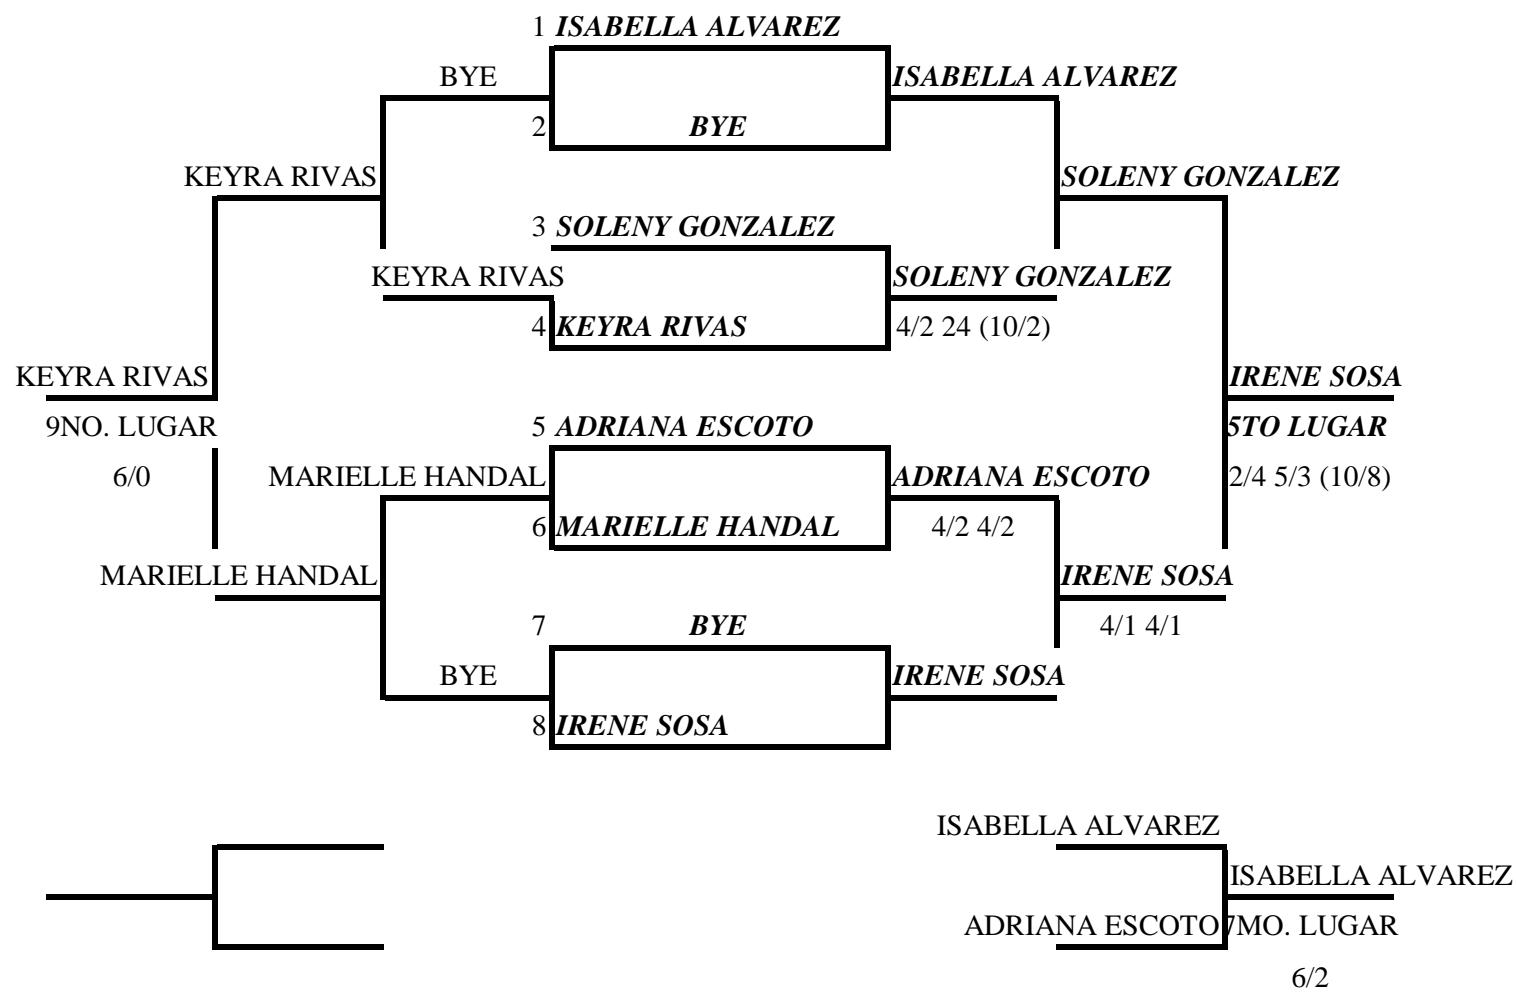 1 ISABELLA ALVAREZ
BYE ISABELLA ALVAREZ
2 BYE
KEYRA RIVAS SOLENY GONZALEZ
3 SOLENY GONZALEZ
KEYRA RIVAS SOLENY GONZALEZ
4 KEYRA RIVAS 4/2 24 (10/2)
KEYRA RIVAS IRENE SOSA
9NO. LUGAR 5 ADRIANA ESCOTO 5TO LUGAR
6/0 MARIELLE HANDAL ADRIANA ESCOTO 2/4 5/3 (10/8)
6 MARIELLE HANDAL 4/2 4/2
MARIELLE HANDAL IRENE SOSA
7 BYE 4/1 4/1
BYE IRENE SOSA
8 IRENE SOSA
ISABELLA ALVAREZ
ISABELLA ALVAREZ
ADRIANA ESCOTO 7MO. LUGAR
6/2